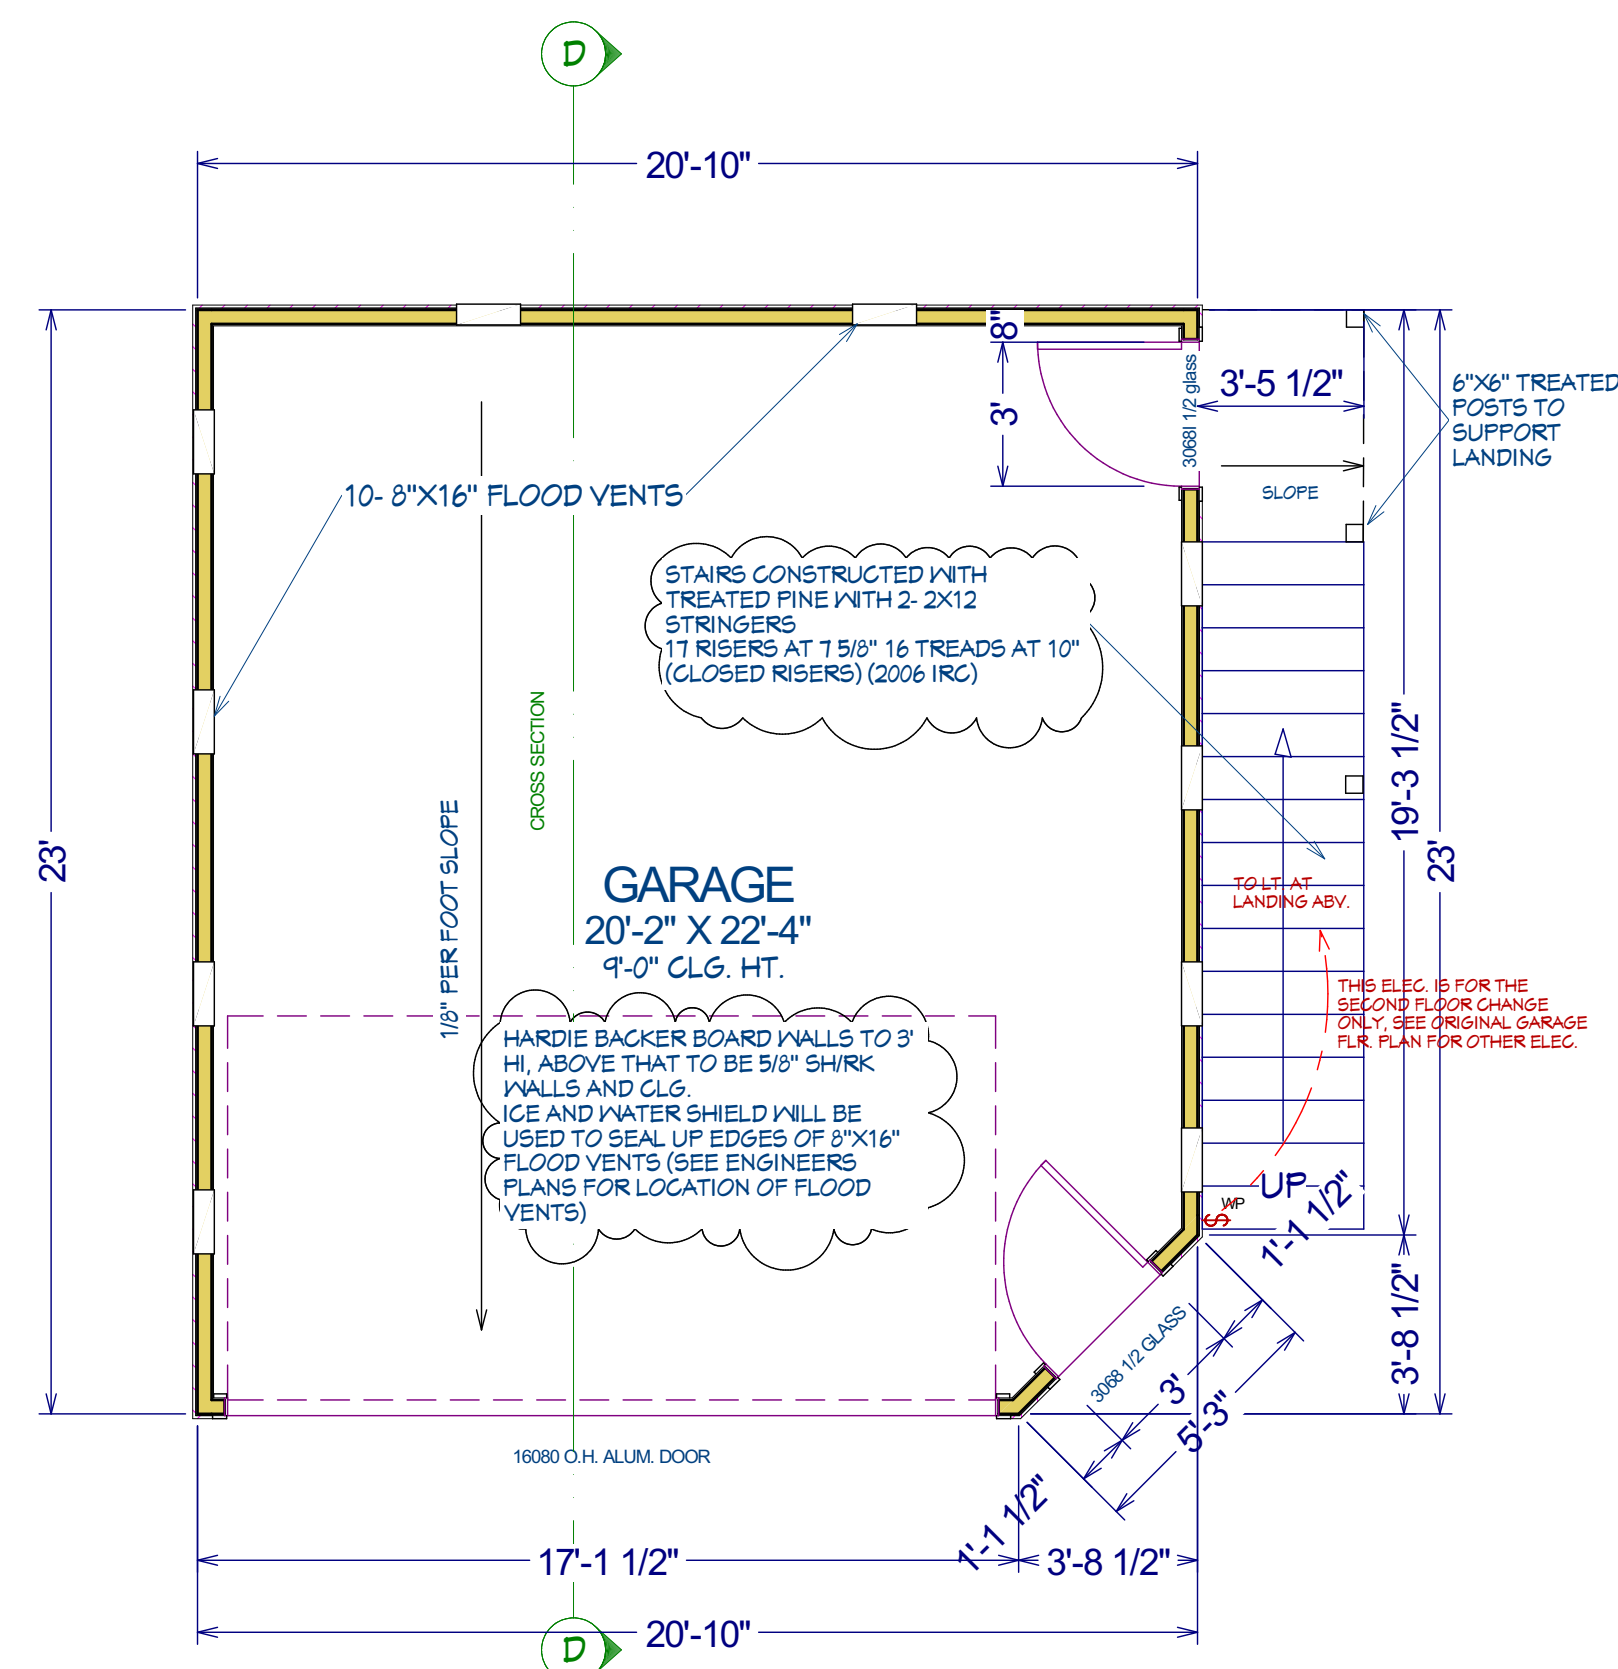 D
20'-10"
8"
3'
3068I 1/2 glass
3'-5 1/2"
SLOPE
6"X6" TREATED
POSTS TO
SUPPORT
LANDING
10- 8"X16" FLOOD VENTS
STAIRS CONSTRUCTED WITH
TREATED PINE WITH 2- 2X12
STRINGERS
17 RISERS AT 7 5/8" 16 TREADS AT 10"
(CLOSED RISERS) (2006 IRC)
CROSS SECTION
1/8" PER FOOT SLOPE
23'
GARAGE
20'-2" X 22'-4"
9'-0" CLG. HT.
19'-3 1/2"
23'
TO LT. AT
LANDING ABV.
THIS ELEC. IS FOR THE
SECOND FLOOR CHANGE
ONLY, SEE ORIGINAL GARAGE
FLR. PLAN FOR OTHER ELEC.
HARDIE BACKER BOARD WALLS TO 3'
HI, ABOVE THAT TO BE 5/8" SH/RK
WALLS AND CLG.
ICE AND WATER SHIELD WILL BE
USED TO SEAL UP EDGES OF 8"X16"
FLOOD VENTS (SEE ENGINEERS
PLANS FOR LOCATION OF FLOOD
VENTS)
UP
WP
$
1'-1 1/2"
3'-8 1/2"
3068 1/2 GLASS
3'
5'-3"
1'-1 1/2"
16080 O.H. ALUM. DOOR
17'-1 1/2"
3'-8 1/2"
20'-10"
D